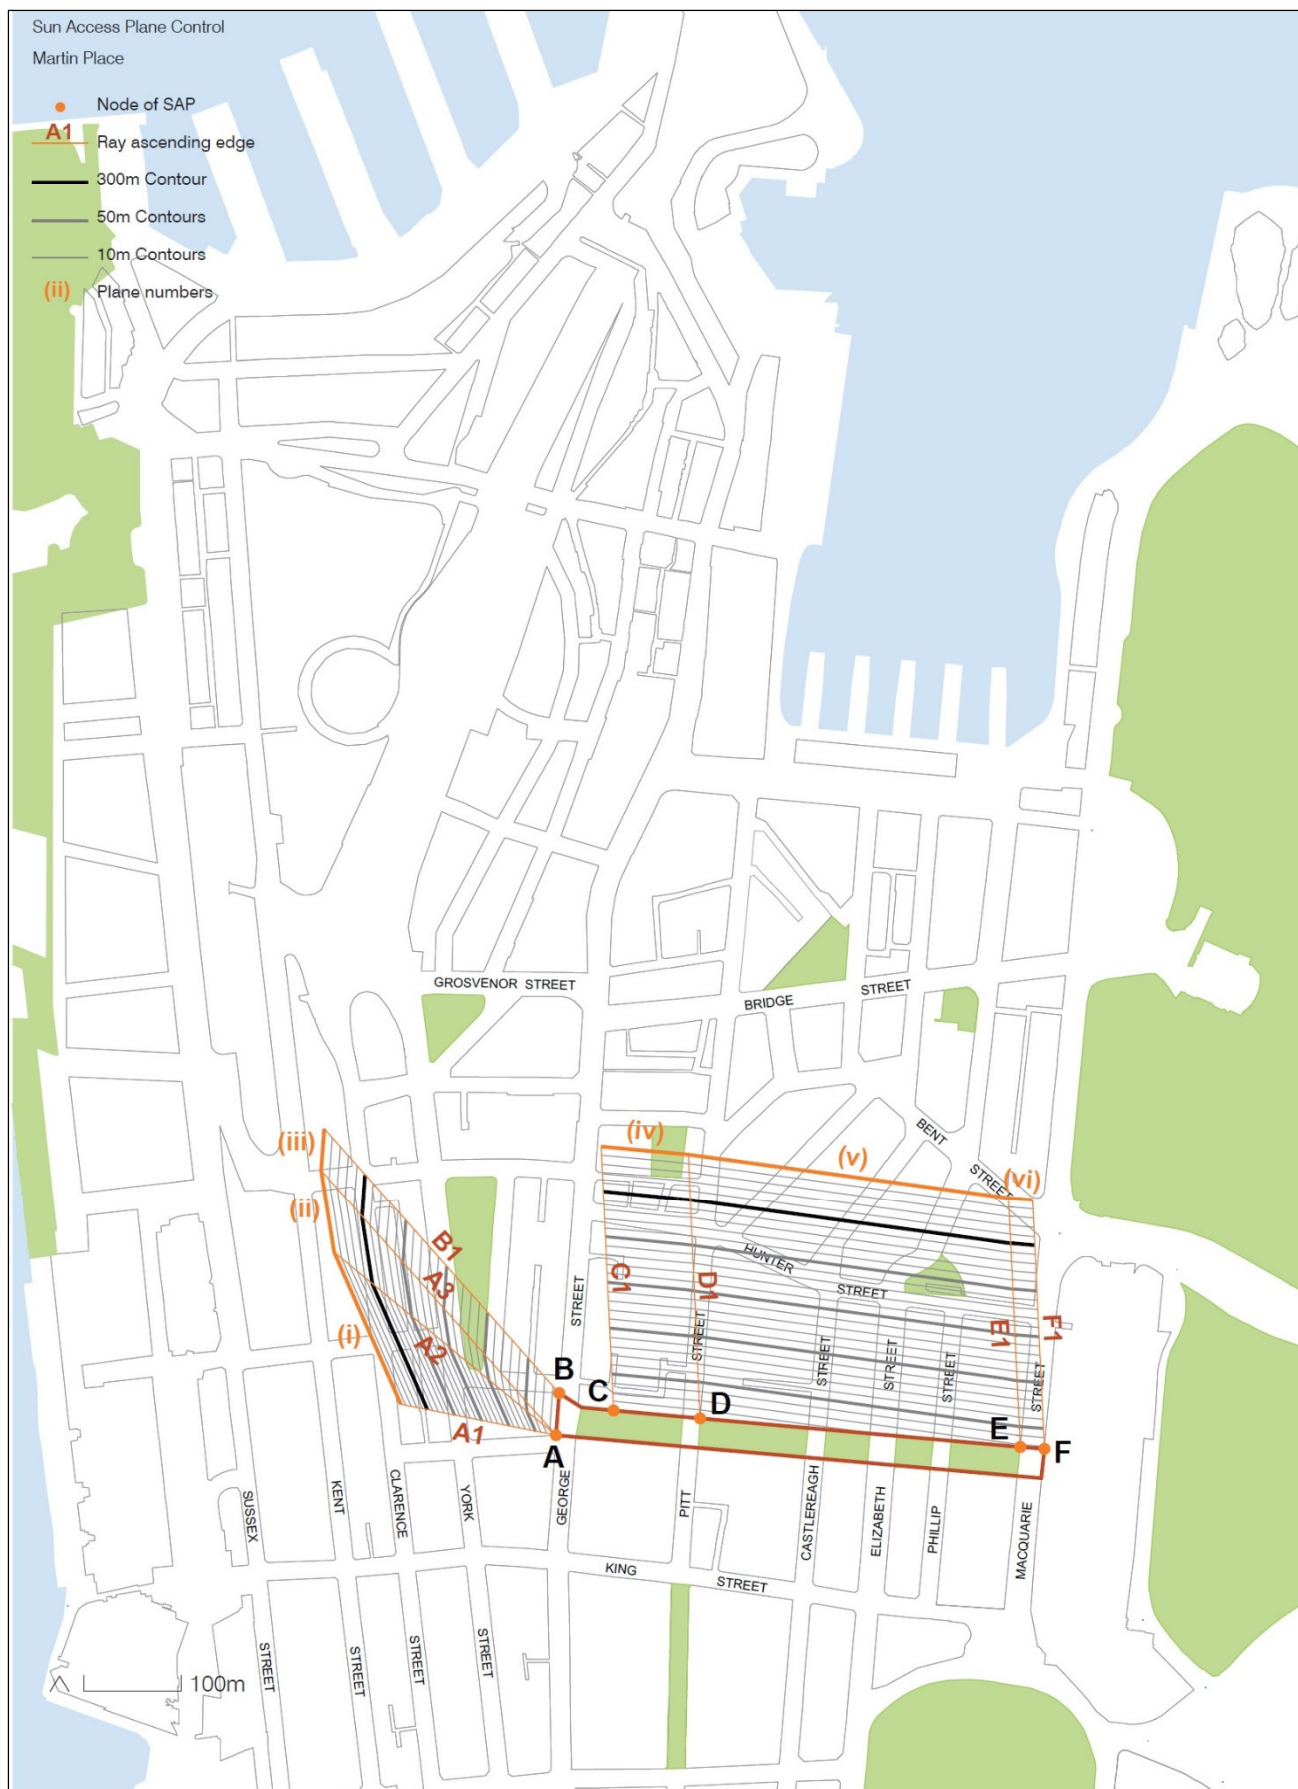 Sun Access Plane Control
Martin Place
Node of SAP
A1
Ray ascending edge
300m Contour
50m Contours
10m Contours
(ii) Plane numbers
GROSVENOR STREET
BRIDGE STREET
BENT STREET
(iii)
(iv)
(v)
(vi)
(ii)
B1
A3
HUNTER STREET
C1
D1
(i)
A2
STREET
STREET
E1
F1
STREET
STREET
STREET
STREET
B
C
D
A1
A
E
F
SUSSEX
KENT
CLARENCE
YORK
GEORGE
PITT
CASTLEREAGH
ELIZABETH
PHILLIP
MACQUARIE
KING STREET
STREET
STREET
STREET
STREET
100m